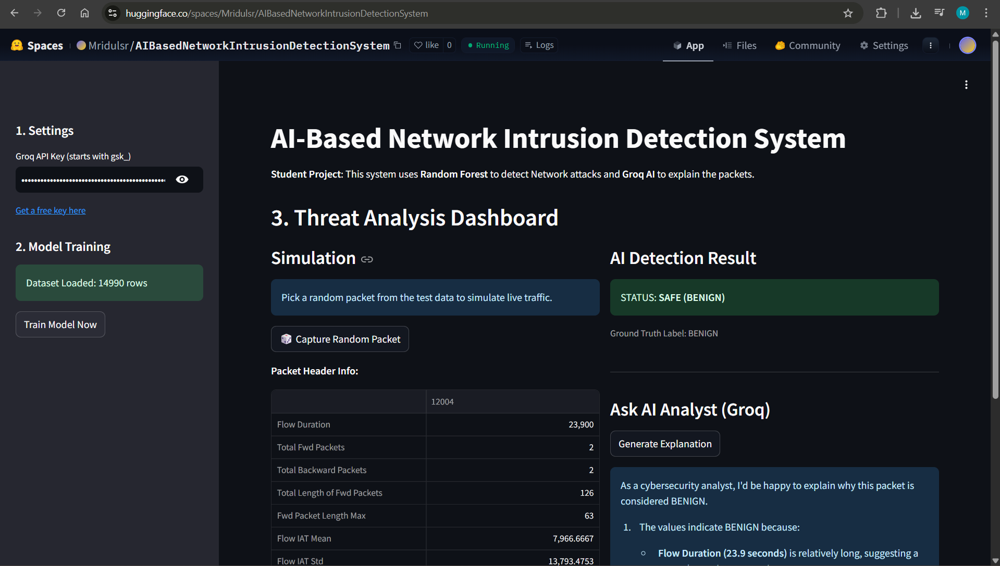 huggingface.co/spaces/Mridulsr/AIBasedNetworkIntrusionDetectionSystem
M
Spaces
Mridulsr/AIBasedNetworkIntrusionDetectionSystem
like 0
Running
Logs
App
Files
Community
Settings
1. Settings
Groq API Key (starts with gsk_)
Get a free key here
2. Model Training
Dataset Loaded: 14990 rows
Train Model Now
AI-Based Network Intrusion Detection System
Student Project: This system uses Random Forest to detect Network attacks and Groq AI to explain the packets.
3. Threat Analysis Dashboard
Simulation
Pick a random packet from the test data to simulate live traffic.
Capture Random Packet
Packet Header Info:
12004
Flow Duration 23,900
Total Fwd Packets 2
Total Backward Packets 2
Total Length of Fwd Packets 126
Fwd Packet Length Max 63
Flow IAT Mean 7,966.6667
Flow IAT Std 13,793.4753
AI Detection Result
STATUS: SAFE (BENIGN)
Ground Truth Label: BENIGN
Ask AI Analyst (Groq)
Generate Explanation
As a cybersecurity analyst, I'd be happy to explain why this packet is
considered BENIGN.
1. The values indicate BENIGN because:
Flow Duration (23.9 seconds) is relatively long, suggesting a